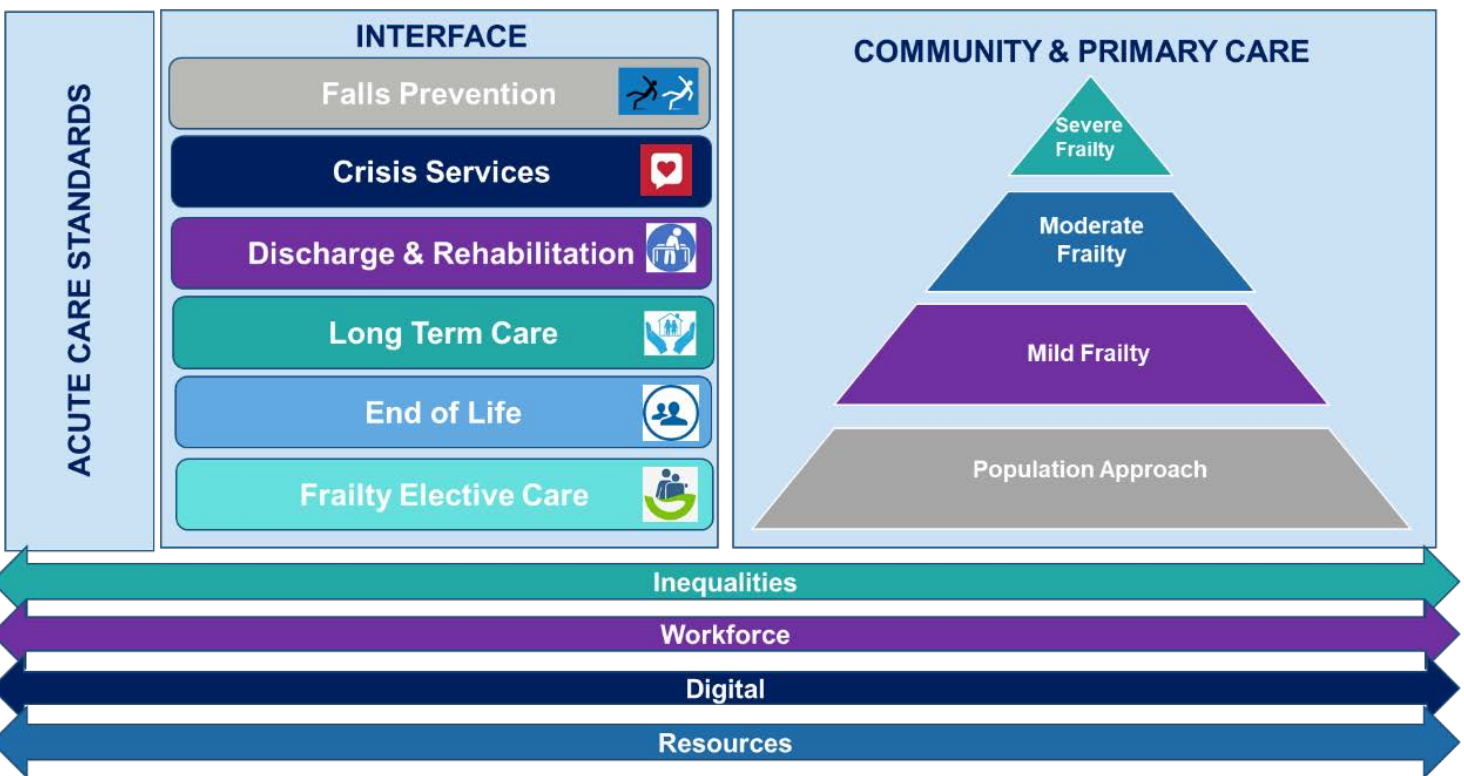 ACUTE CARE STANDARDS
INTERFACE
Falls Prevention
Crisis Services
Discharge & Rehabilitation
Long Term Care
End of Life
Frailty Elective Care
COMMUNITY & PRIMARY CARE
Severe
Frailty
Moderate
Frailty
Mild Frailty
Population Approach
Inequalities
Workforce
Digital
Resources